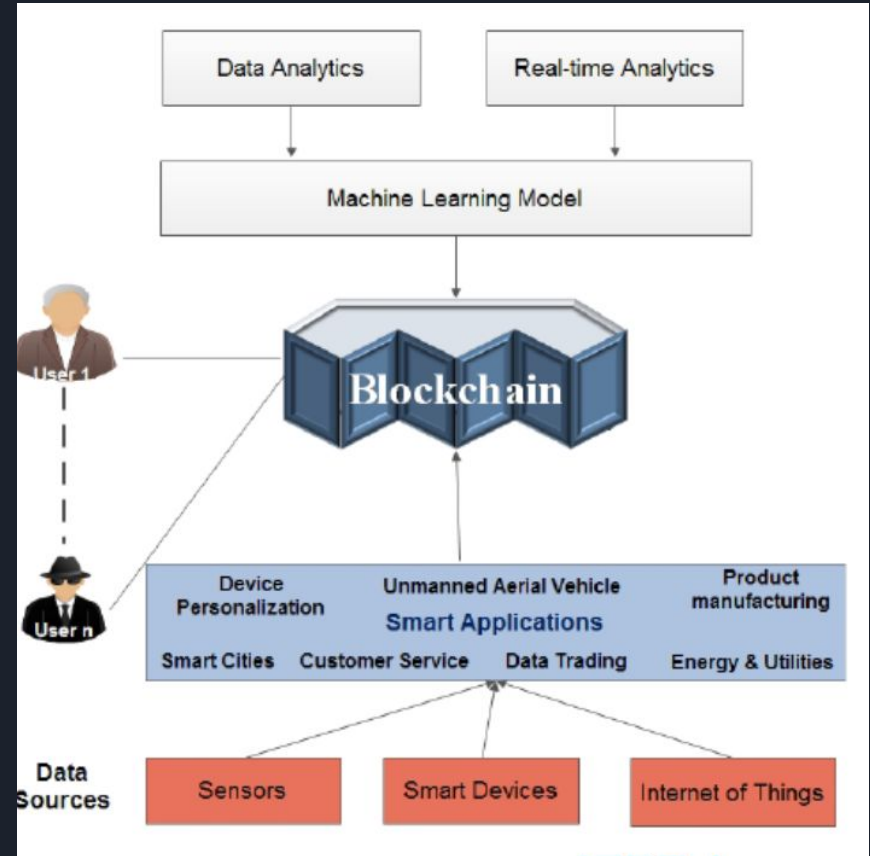 Data Analytics
Real-time Analytics
Machine Learning Model
User 1
Blockchain
User n
Device
Personalization
Unmanned Aerial Vehicle
Product
manufacturing
Smart Applications
Smart Cities
Customer Service
Data Trading
Energy & Utilities
Data
Sources
Sensors
Smart Devices
Internet of Things